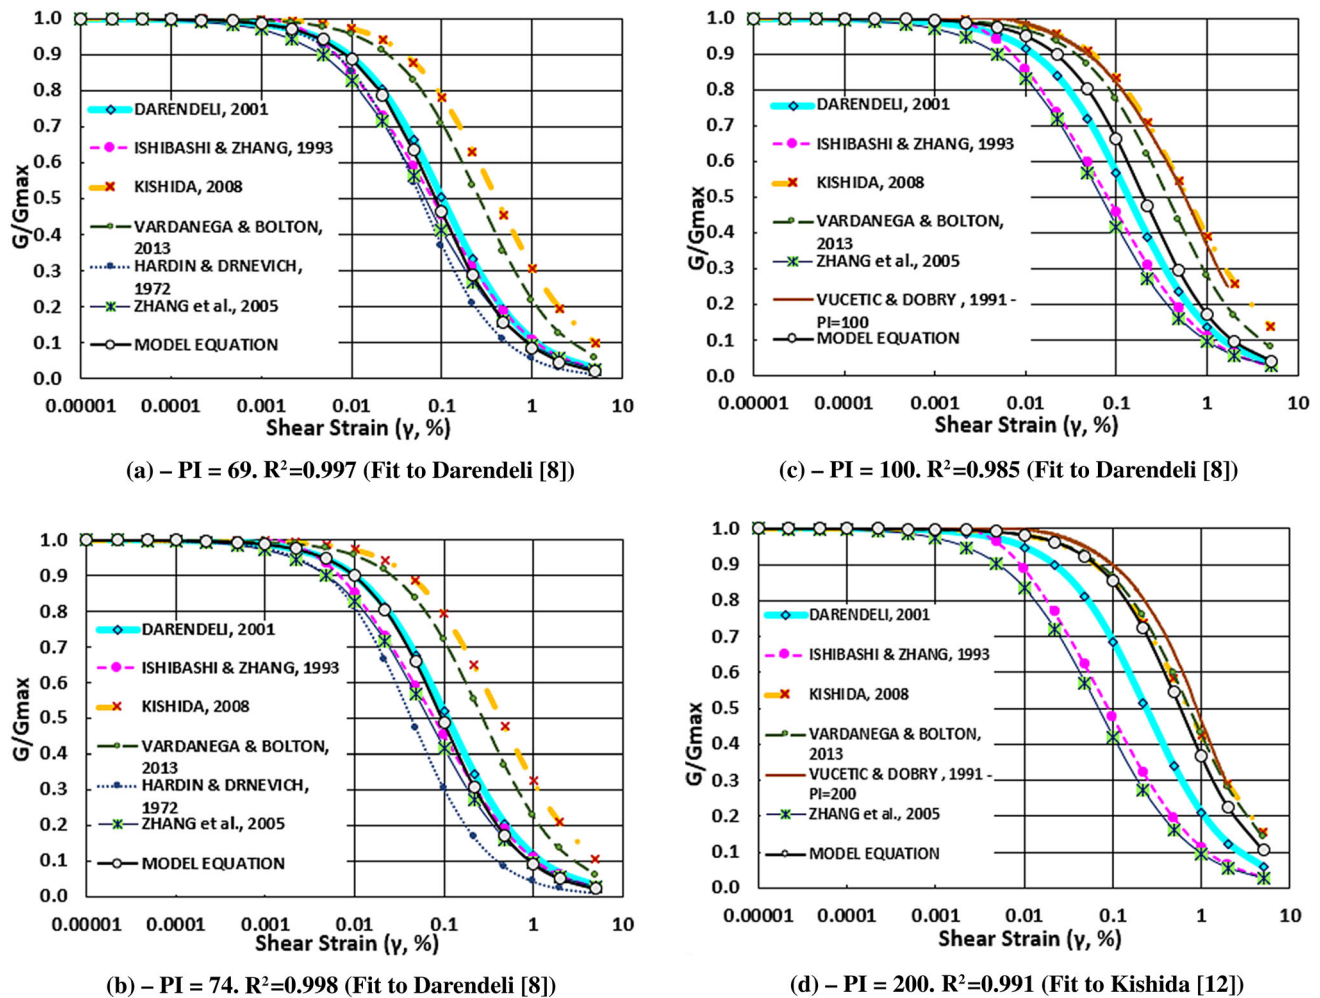 1.0
0.9
0.8
0.7
0.6
0.5
0.4
0.3
0.2
0.1
0.0
G/Gmax
DARENDELI, 2001
ISHIBASHI & ZHANG, 1993
KISHIDA, 2008
VARDANEGA & BOLTON,
2013
HARDIN & DRNEVICH,
1972
ZHANG et al., 2005
MODEL EQUATION
0.00001 0.0001 0.001 0.01 0.1 1 10
Shear Strain (γ, %)
(a) – PI = 69. R²=0.997 (Fit to Darendeli [8])
1.0
0.9
0.8
0.7
0.6
0.5
0.4
0.3
0.2
0.1
0.0
G/Gmax
DARENDELI, 2001
ISHIBASHI & ZHANG, 1993
KISHIDA, 2008
VARDANEGA & BOLTON,
2013
ZHANG et al., 2005
VUCETIC & DOBRY , 1991 -
PI=100
MODEL EQUATION
0.00001 0.0001 0.001 0.01 0.1 1 10
Shear Strain (γ, %)
(c) – PI = 100. R²=0.985 (Fit to Darendeli [8])
1.0
0.9
0.8
0.7
0.6
0.5
0.4
0.3
0.2
0.1
0.0
G/Gmax
DARENDELI, 2001
ISHIBASHI & ZHANG, 1993
KISHIDA, 2008
VARDANEGA & BOLTON,
2013
HARDIN & DRNEVICH,
1972
ZHANG et al., 2005
MODEL EQUATION
0.00001 0.0001 0.001 0.01 0.1 1 10
Shear Strain (γ, %)
(b) – PI = 74. R²=0.998 (Fit to Darendeli [8])
1.0
0.9
0.8
0.7
0.6
0.5
0.4
0.3
0.2
0.1
0.0
G/Gmax
DARENDELI, 2001
ISHIBASHI & ZHANG, 1993
KISHIDA, 2008
VARDANEGA & BOLTON,
2013
VUCETIC & DOBRY , 1991 -
PI=200
ZHANG et al., 2005
MODEL EQUATION
0.00001 0.0001 0.001 0.01 0.1 1 10
Shear Strain (γ, %)
(d) – PI = 200. R²=0.991 (Fit to Kishida [12])